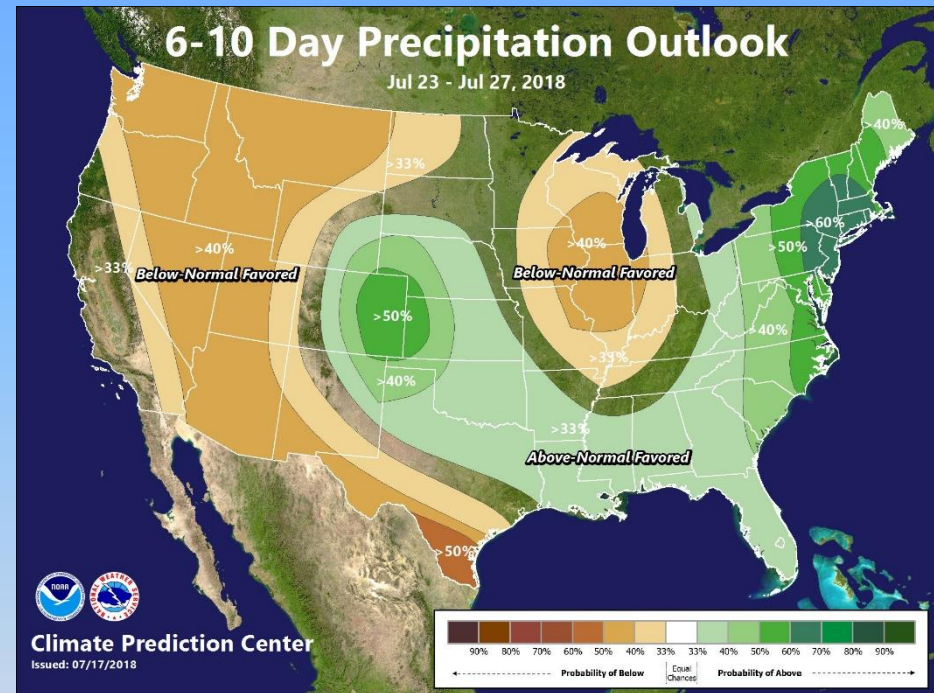 6-10 Day Precipitation Outlook
Jul 23 - Jul 27, 2018
>40%
>33%
>60%
>40%
>40%
>50%
>33%
Below-Normal Favored
Below-Normal Favored
>50%
>40%
>33%
>40%
>33%
Above-Normal Favored
>50%
NOAA
NATIONAL WEATHER SERVICE
Climate Prediction Center
Issued: 07/17/2018
90% 80% 70% 60% 50% 40% 33% 33% 40% 50% 60% 70% 80% 90%
Probability of Below
Equal
Chances
Probability of Above